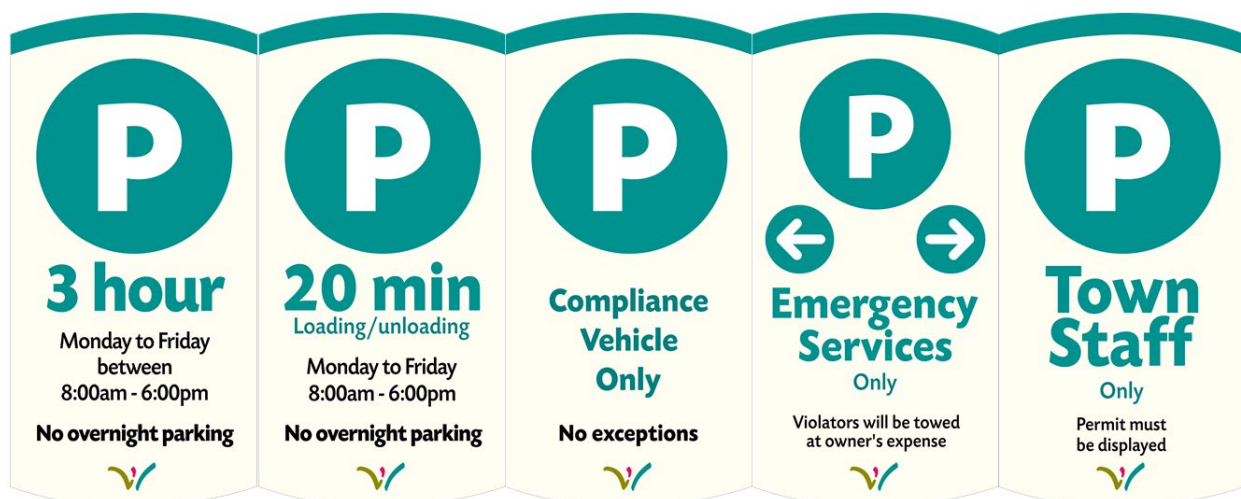 P
3 hour
Monday to Friday
between
8:00am - 6:00pm
No overnight parking
P
20 min
Loading/unloading
Monday to Friday
8:00am - 6:00pm
No overnight parking
P
Compliance
Vehicle
Only
No exceptions
P
Emergency
Services
Only
Violators will be towed
at owner's expense
P
Town
Staff
Only
Permit must
be displayed